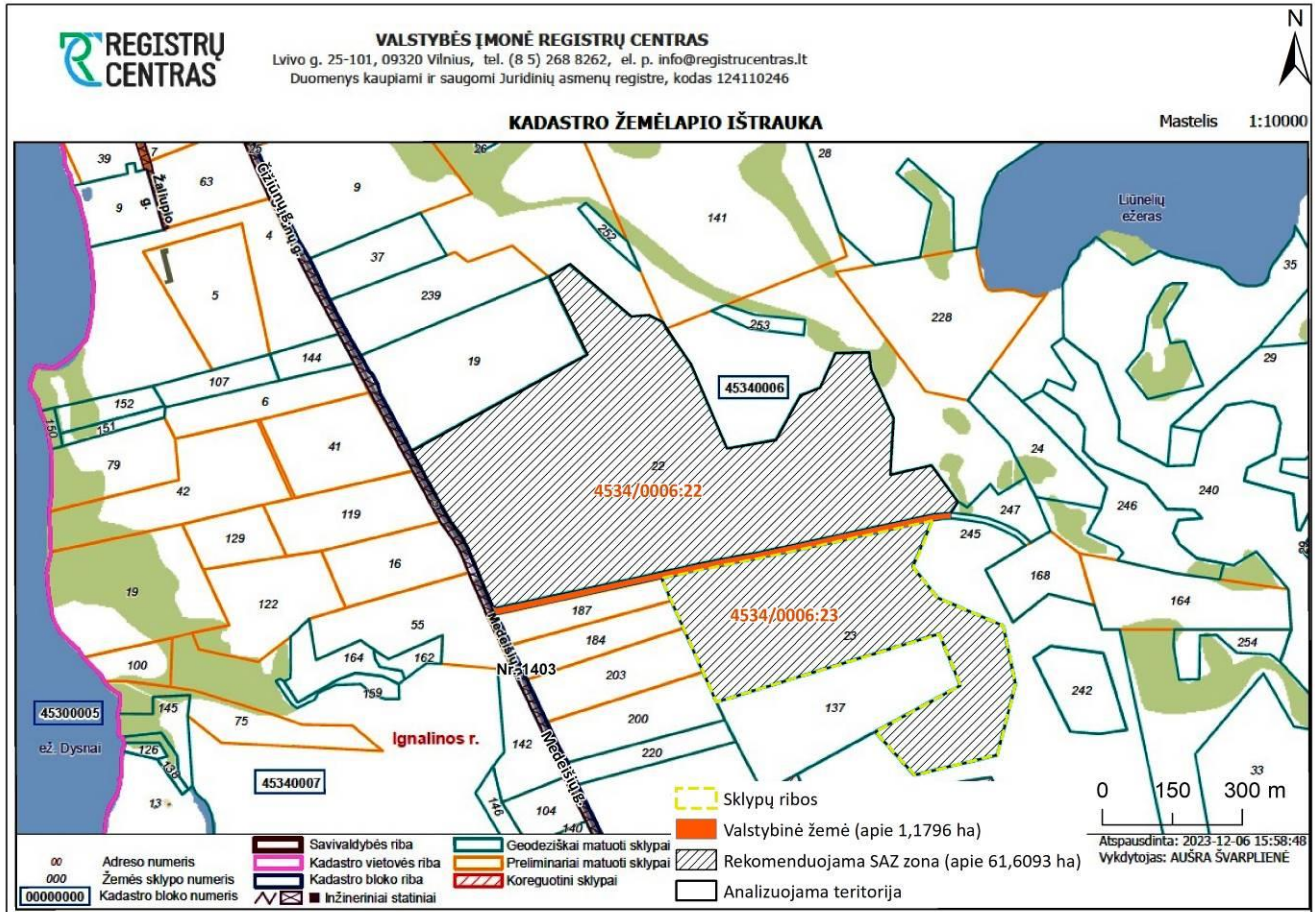 N
REGISTRŲ
CENTRAS
VALSTYBĖS ĮMONĖ REGISTRŲ CENTRAS
Lvivo g. 25-101, 09320 Vilnius, tel. (8 5) 268 8262, el. p. info@registrucentras.lt
Duomenys kaupiami ir saugomi Juridinių asmenų registre, kodas 124110246
KADASTRO ŽEMĖLAPIO IŠTRAUKA
Mastelis 1:10000
39
7
63
9
26
28
Žaliupio
g.
Čižiūnų g.
9
4
141
Liūnelių
ežeras
252
37
35
5
239
253
228
144
19
29
107
45340006
152
6
150
151
41
24
79
22
42
4534/0006:22
246
240
119
247
129
245
16
19
168
122
187
164
4534/0006:23
55
184
23
254
164
162
100
Nr. 1403
203
159
242
145
137
45300005
75
200
Ignalinos r.
ež. Dysnai
126
142
220
138
Medeišių g.
33
45340007
13
146
104
140
0 150 300 m
Sklypų ribos
Valstybinė žemė (apie 1,1796 ha)
Rekomenduojama SAZ zona (apie 61,6093 ha)
Analizuojama teritorija
Atspausdinta: 2023-12-06 15:58:48
Vykdytojas: AUŠRA ŠVARPLIENĖ
00 Adreso numeris
000 Žemės sklypo numeris
00000000 Kadastro bloko numeris
Savivaldybės riba
Kadastro vietovės riba
Kadastro bloko riba
Inžineriniai statiniai
Geodeziškai matuoti sklypai
Preliminariai matuoti sklypai
Koreguotini sklypai